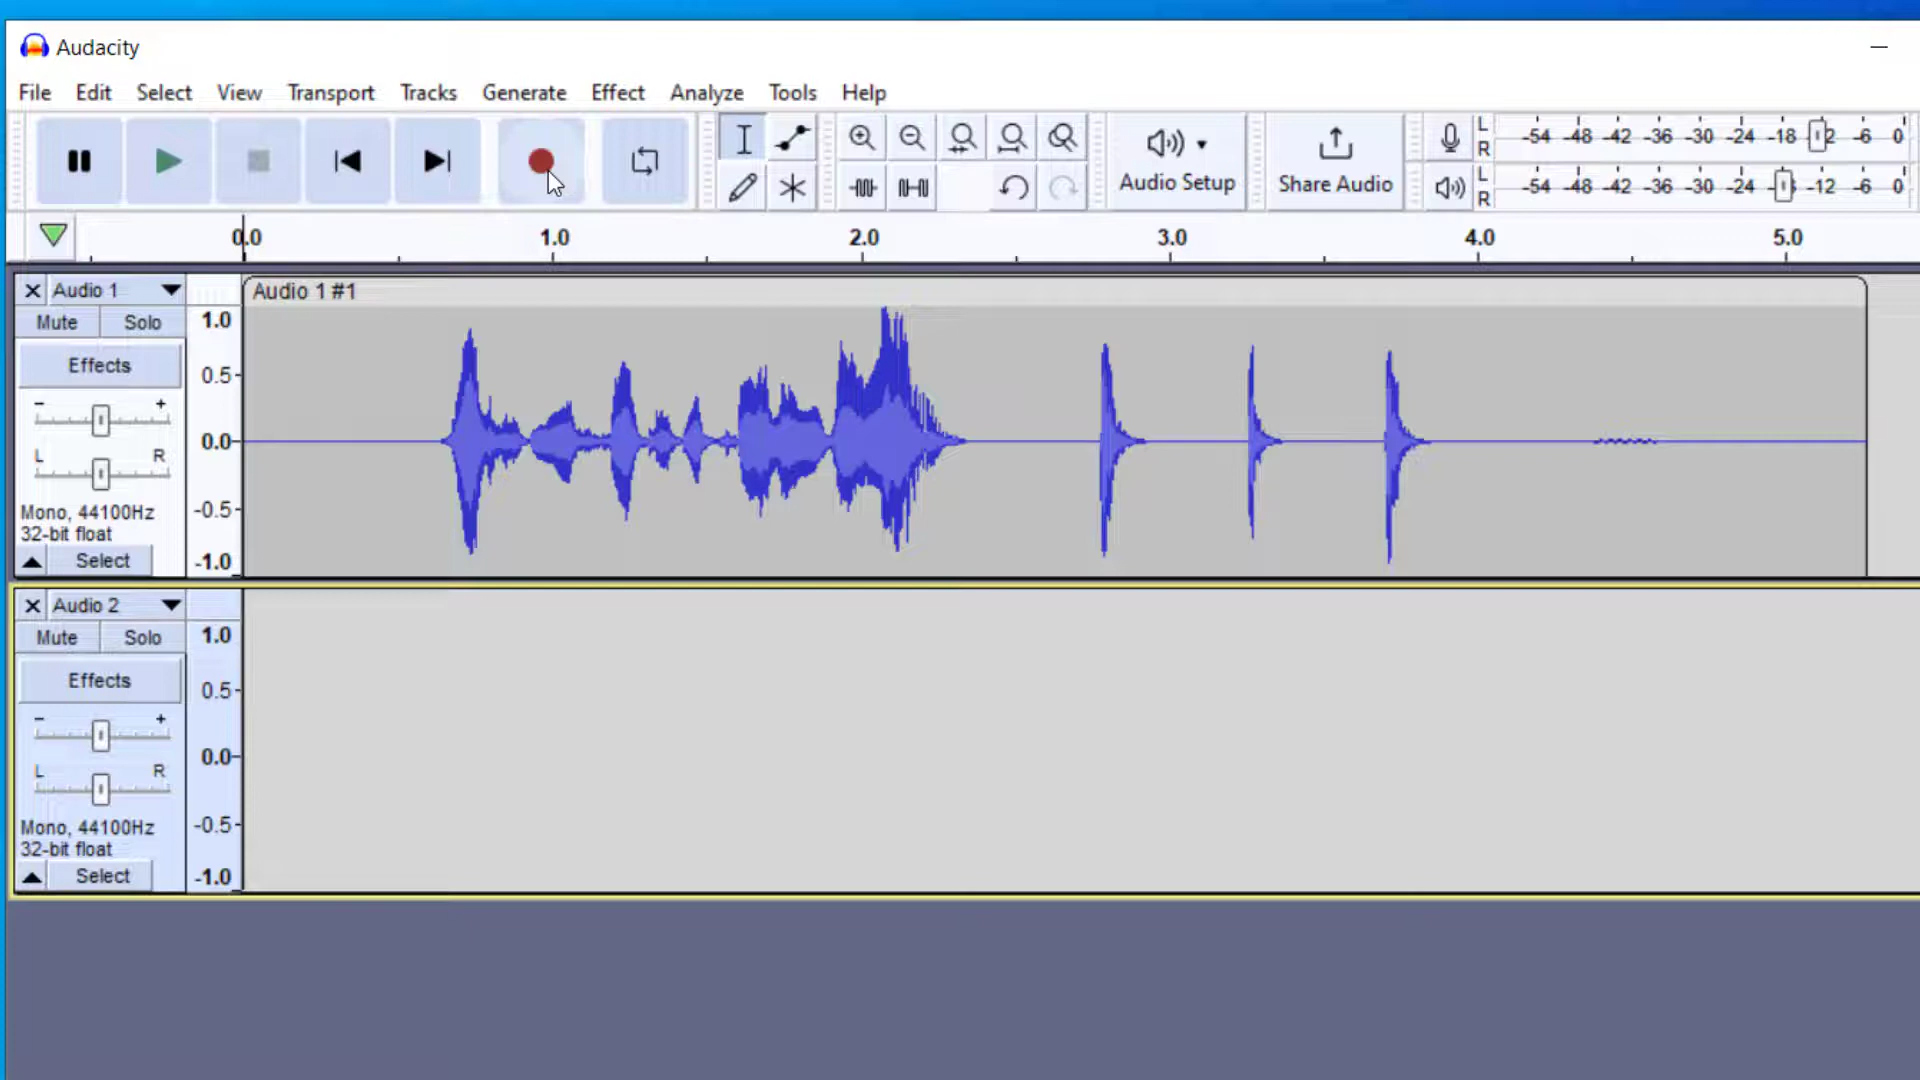 Audacity
File Edit Select View Transport Tracks Generate Effect Analyze Tools Help
L
R
-54 -48 -42 -36 -30 -24 -18 -6 0
Audio Setup
Share Audio
L
R
-54 -48 -42 -36 -30 -24 -12 -6 0
0.0 1.0 2.0 3.0 4.0 5.0
Audio 1
Audio 1 #1
Mute Solo
Effects
- +
L R
Mono, 44100Hz
32-bit float
Select
1.0
0.5
0.0
-0.5
-1.0
Audio 2
Mute Solo
Effects
- +
L R
Mono, 44100Hz
32-bit float
Select
1.0
0.5
0.0
-0.5
-1.0